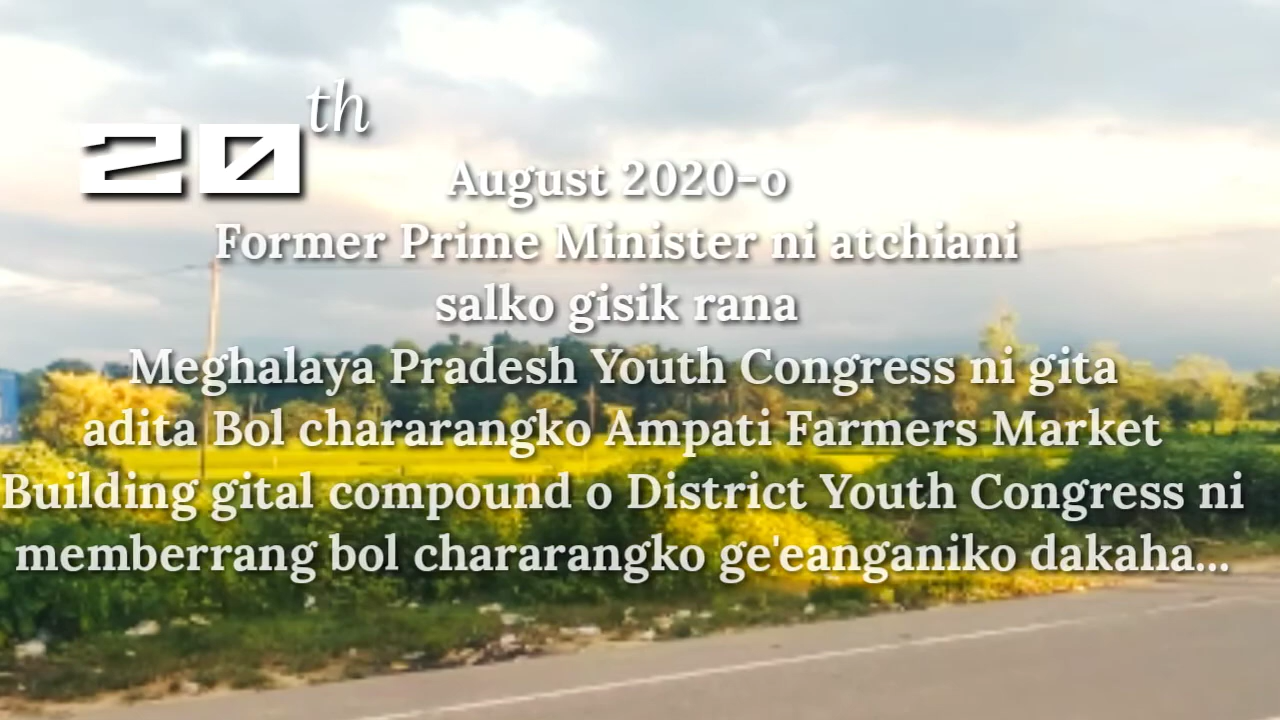 20th
August 2020-o
Former Prime Minister ni atchiani
salko gisik rana
Meghalaya Pradesh Youth Congress ni gita
adita Bol chararangko Ampati Farmers Market
Building gital compound o District Youth Congress ni
memberrang bol chararangko ge'eanganiko dakaha...